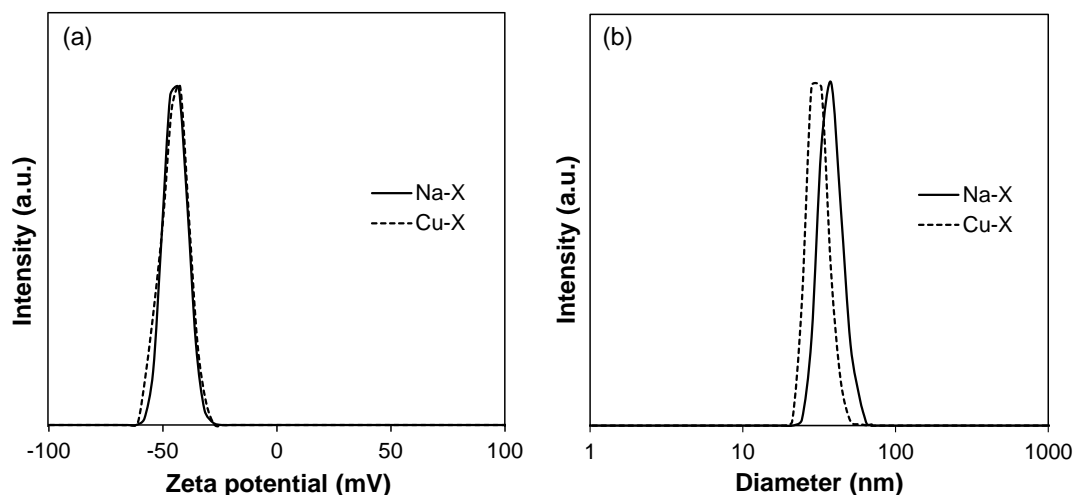 (a)
Intensity (a.u.)
Na-X
Cu-X
-100 -50 0 50 100
Zeta potential (mV)
(b)
Intensity (a.u.)
Na-X
Cu-X
1 10 100 1000
Diameter (nm)